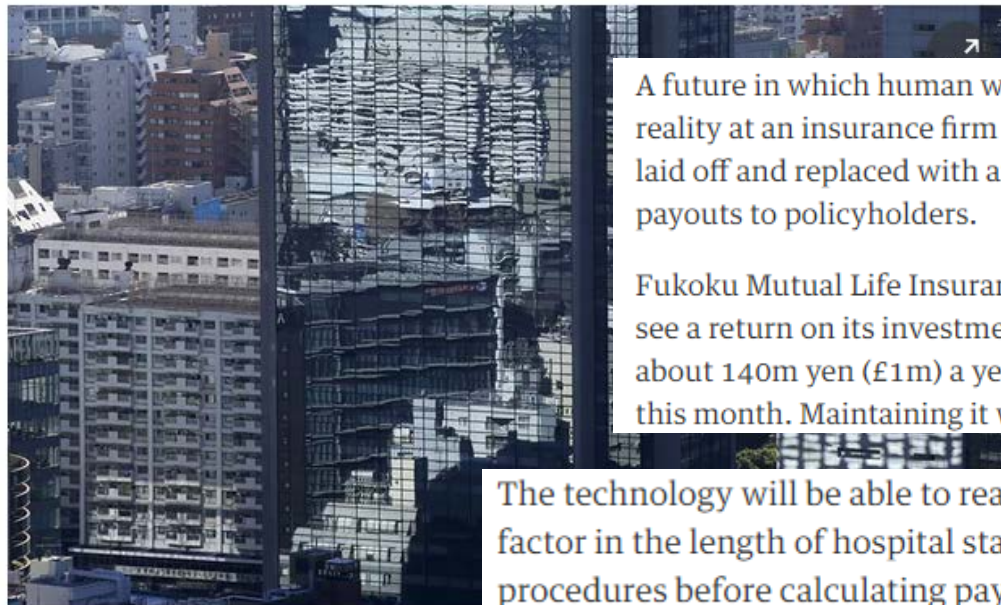 A future in which human w
reality at an insurance firm
laid off and replaced with a
payouts to policyholders.
Fukoku Mutual Life Insuran
see a return on its investme
about 140m yen (£1m) a ye
this month. Maintaining it w
The technology will be able to rea
factor in the length of hospital sta
procedures before calculating pay